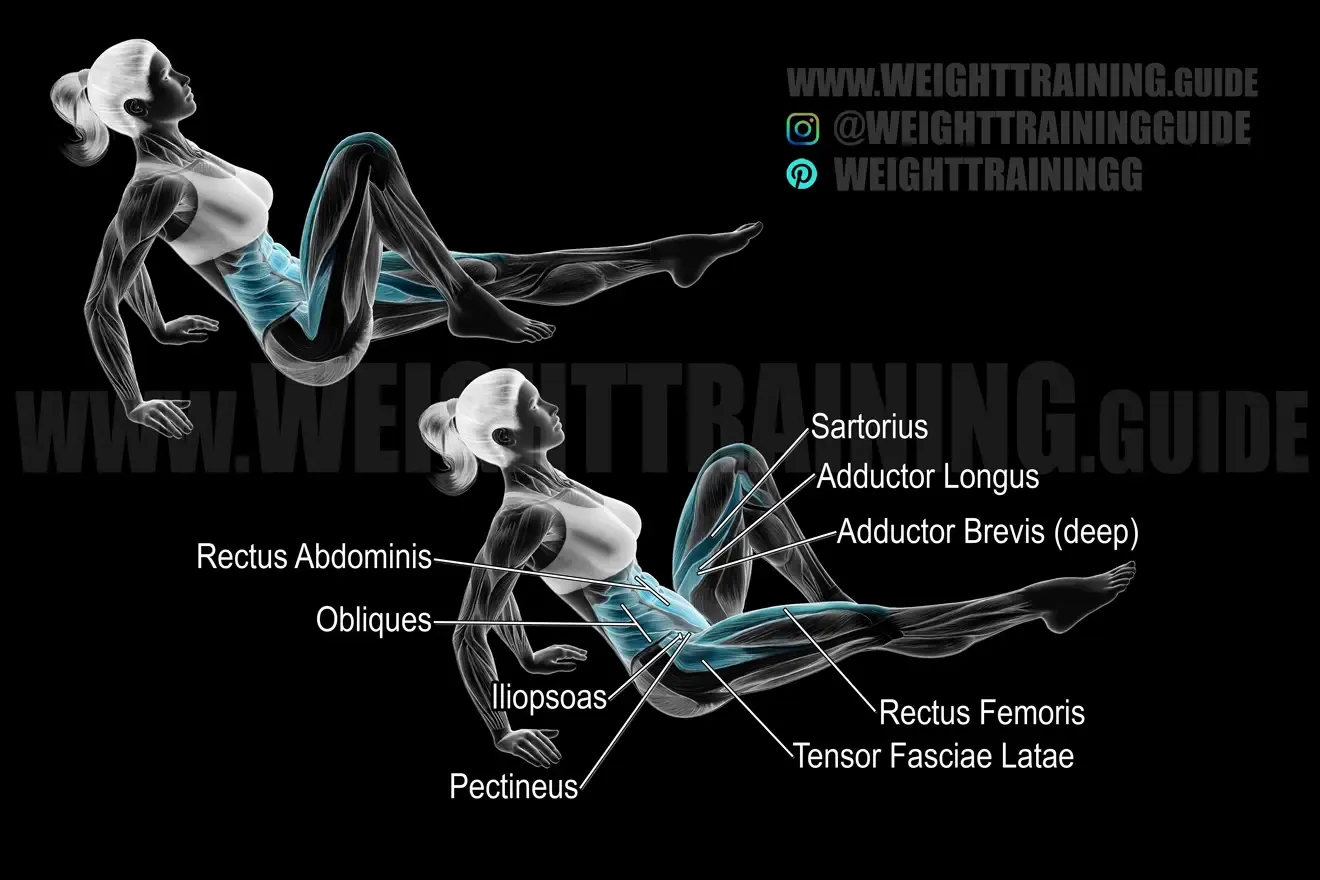 WWW.WEIGHTTRAINING.GUIDE
@WEIGHTTRAININGGUIDE
WEIGHTTRAININGG
WWW.WEIGHTTRAINING.GUIDE
Sartorius
Adductor Longus
Adductor Brevis (deep)
Rectus Abdominis
Obliques
Iliopsoas
Rectus Femoris
Tensor Fasciae Latae
Pectineus